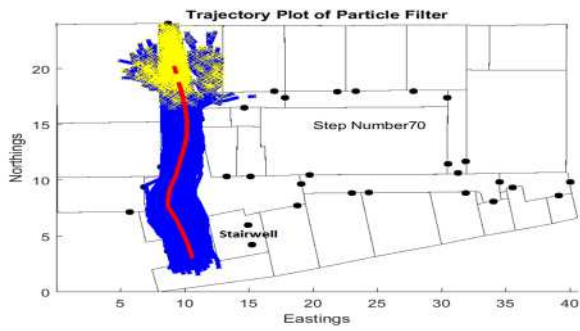 Trajectory Plot of Particle Filter
20
15
10
5
0
Northings
Step Number70
Stairwell
5 10 15 20 25 30 35 40
Eastings